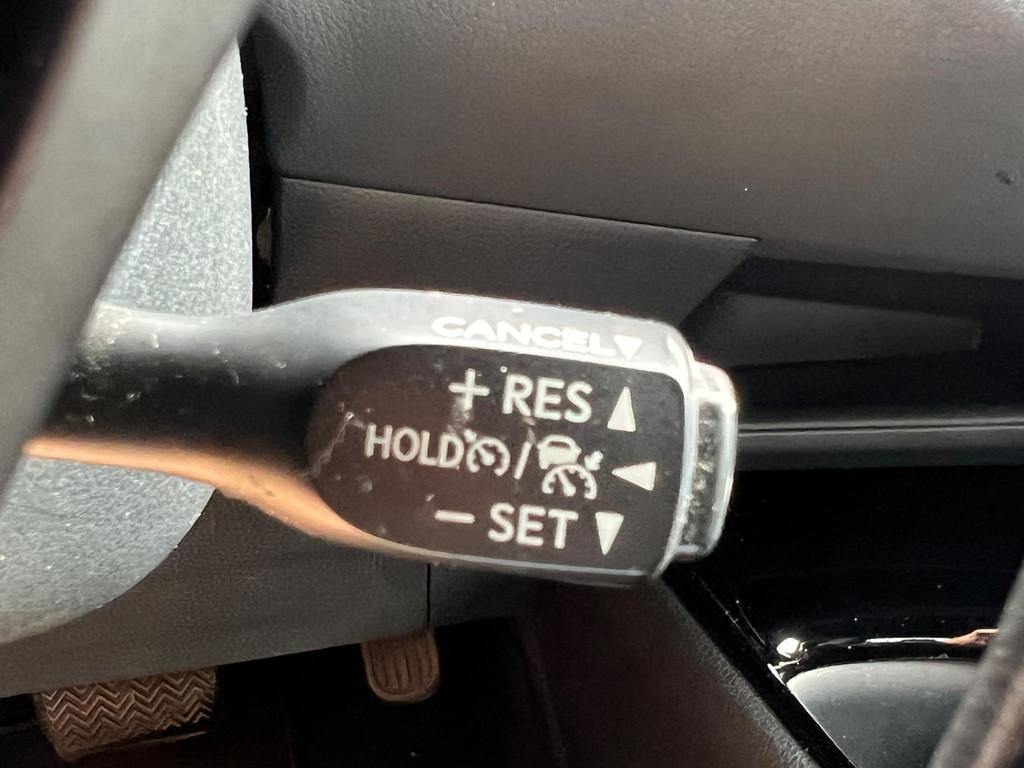 CANCEL▼
+ RES ▲
HOLD / ◀
− SET ▼